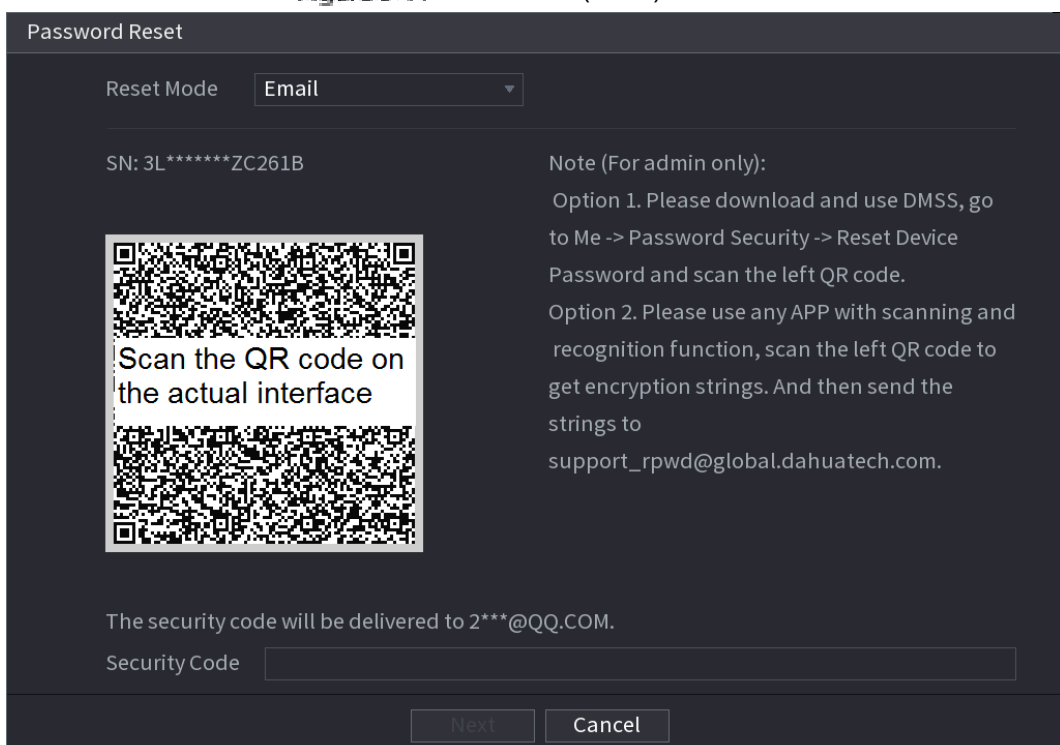 Password Reset
Reset Mode
Email
SN: 3L*******ZC261B
Note (For admin only):
Option 1. Please download and use DMSS, go
to Me -> Password Security -> Reset Device
Password and scan the left QR code.
Option 2. Please use any APP with scanning and
recognition function, scan the left QR code to
get encryption strings. And then send the
strings to
support_rpwd@global.dahuatech.com.
Scan the QR code on
the actual interface
The security code will be delivered to 2***@QQ.COM.
Security Code
Next
Cancel